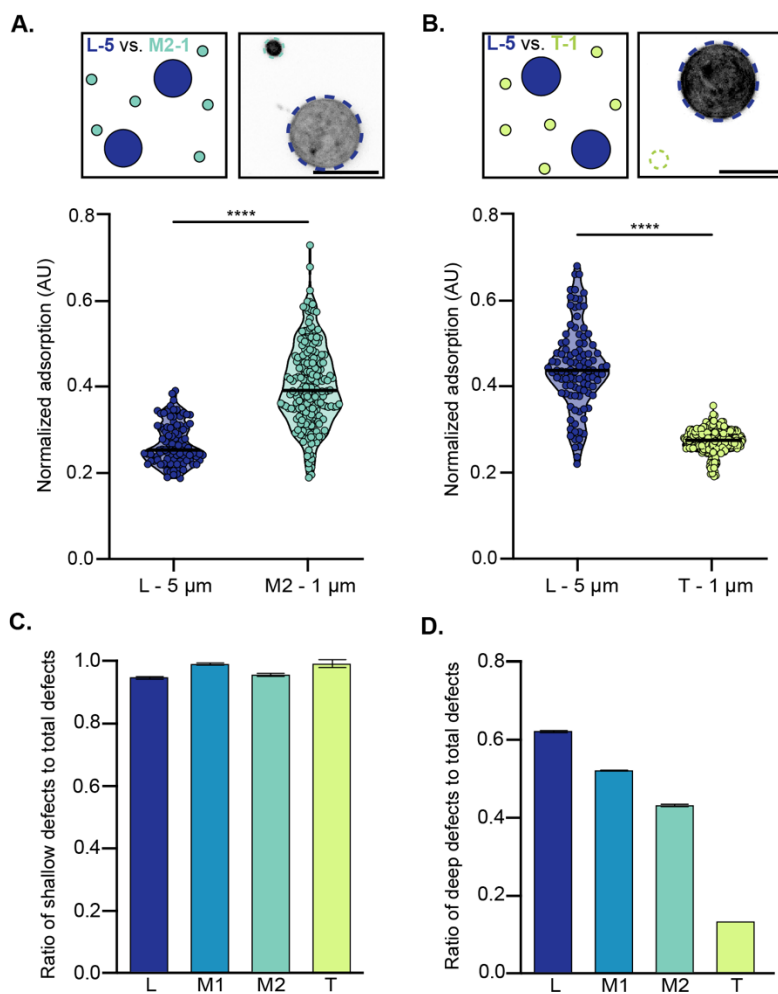 A.
L-5 vs. M2-1
Normalized adsorption (AU)
0.8
0.6
0.4
0.2
0.0
****
L - 5 µm
M2 - 1 µm
B.
L-5 vs. T-1
Normalized adsorption (AU)
0.8
0.6
0.4
0.2
0.0
****
L - 5 µm
T - 1 µm
C.
Ratio of shallow defects to total defects
1.0
0.8
0.6
0.4
0.2
0.0
L
M1
M2
T
D.
Ratio of deep defects to total defects
0.8
0.6
0.4
0.2
0.0
L
M1
M2
T